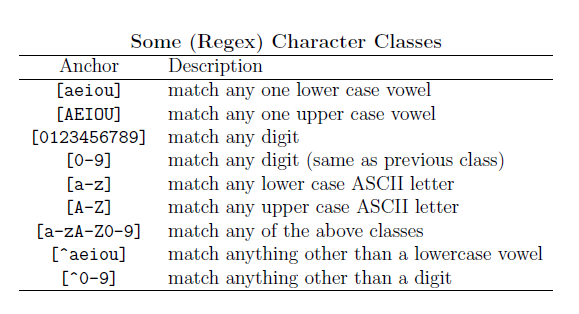 Some (Regex) Character Classes
Anchor Description
[aeiou] match any one lower case vowel
[AEIOU] match any one upper case vowel
[0123456789] match any digit
[0-9] match any digit (same as previous class)
[a-z] match any lower case ASCII letter
[A-Z] match any upper case ASCII letter
[a-zA-Z0-9] match any of the above classes
[^aeiou] match anything other than a lowercase vowel
[^0-9] match anything other than a digit